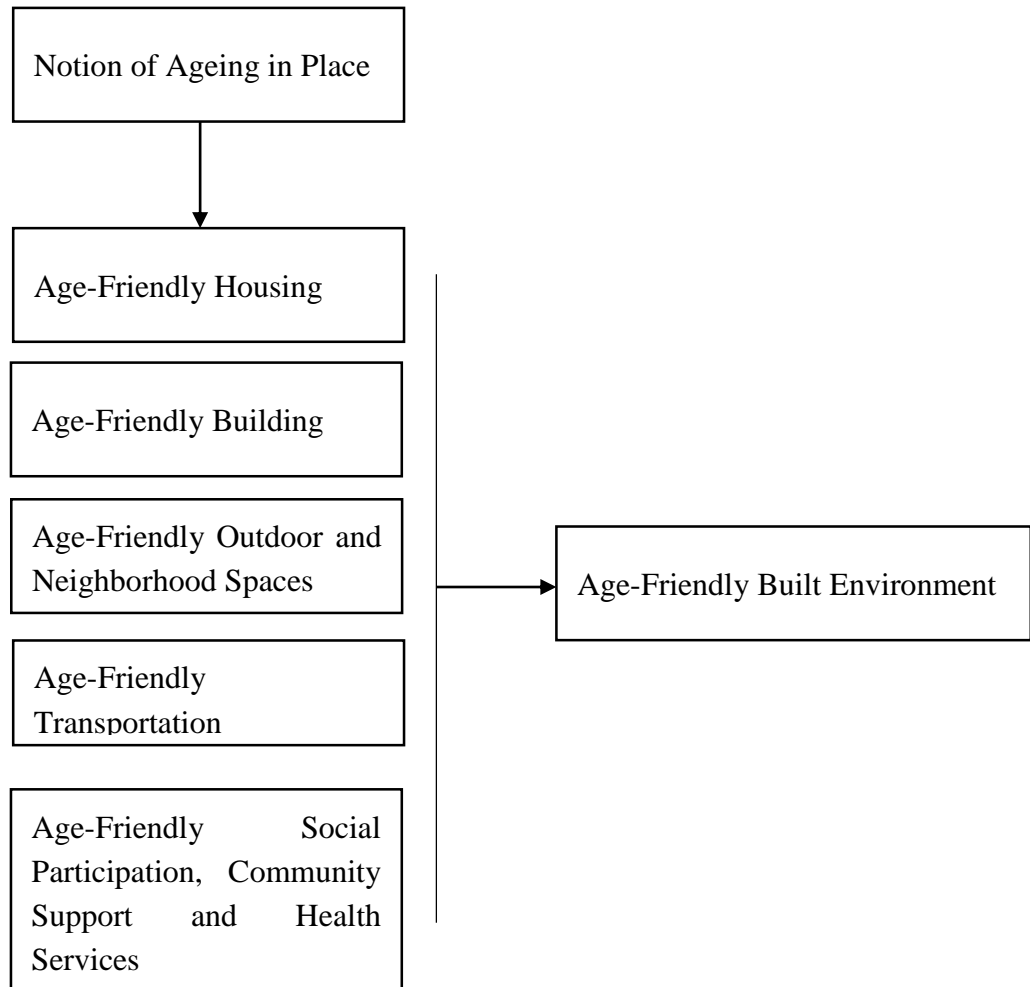 Notion of Ageing in Place
Age-Friendly Housing
Age-Friendly Building
Age-Friendly Outdoor and
Neighborhood Spaces
Age-Friendly
Transportation
Age-Friendly Built Environment
Age-Friendly Social
Participation, Community
Support and Health
Services